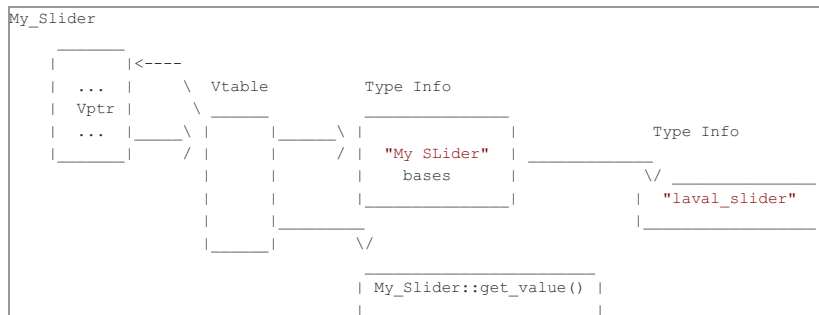 My_Slider
<----
... Vtable Type Info
Vptr
... Type Info
"My SLider"
bases
"laval_slider"
My_Slider::get_value()